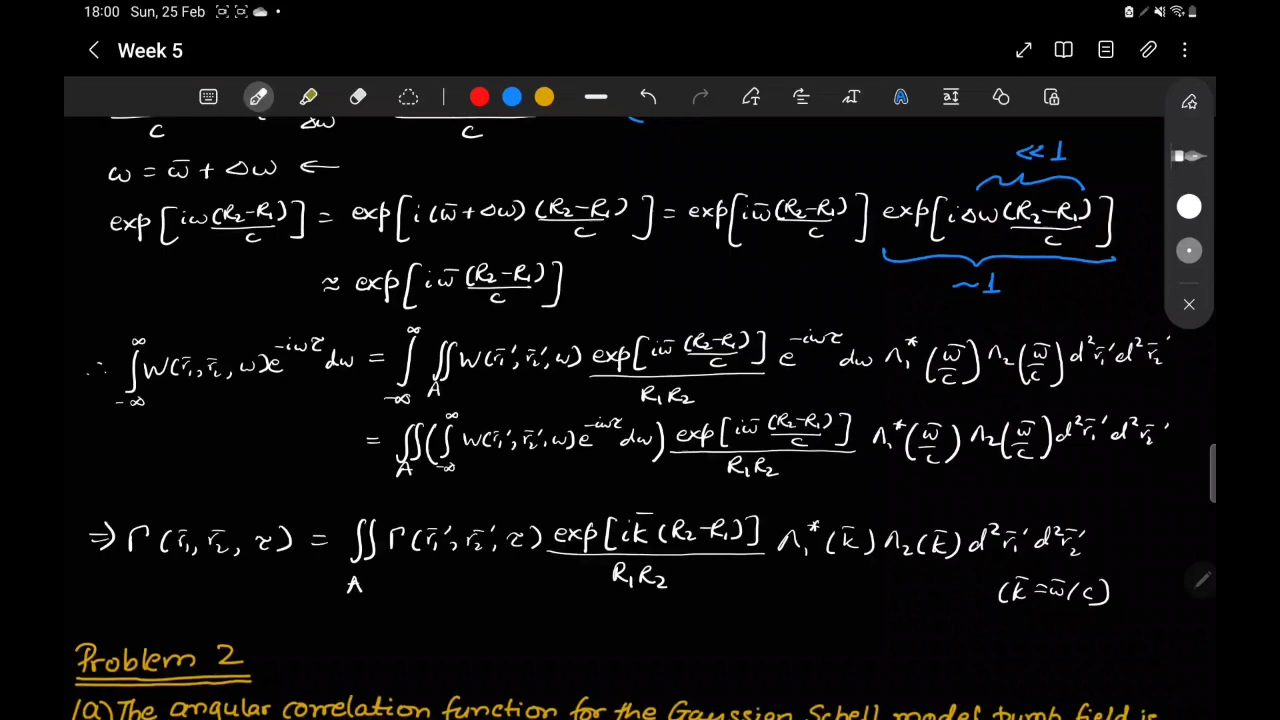 18:00 Sun, 25 Feb
Week 5
c Δω c
ω = ω̄ + Δω ←
≪ 1
exp[iω(R₂-R₁)/c] = exp[i(ω̄ + Δω)(R₂-R₁)/c] = exp[iω̄(R₂-R₁)/c] exp[iΔω(R₂-R₁)/c]
~1
≈ exp[iω̄(R₂-R₁)/c]
∴ ∫_{-∞}^{∞} W(r̄₁, r̄₂, ω)e^{-iωτ}dω = ∫_{-∞}^{∞} ∬_A W(r̄₁', r̄₂', ω) exp[iω̄(R₂-R₁)/c]/R₁R₂ e^{-iωτ}dω Λ₁*(ω̄/c) Λ₂(ω̄/c) d²r̄₁' d²r̄₂'
= ∬_A (∫_{-∞}^{∞} W(r̄₁', r̄₂', ω)e^{-iωτ}dω) exp[iω̄(R₂-R₁)/c]/R₁R₂ Λ₁*(ω̄/c) Λ₂(ω̄/c) d²r̄₁' d²r̄₂'
⇒ Γ(r̄₁, r̄₂, τ) = ∬_A Γ(r̄₁', r̄₂', τ) exp[ik̄(R₂-R₁)]/R₁R₂ Λ₁*(k̄) Λ₂(k̄) d²r̄₁' d²r̄₂'
(k̄ = ω̄/c)
Problem 2
(a) The angular correlation function for the Gaussian Schell model pump field is